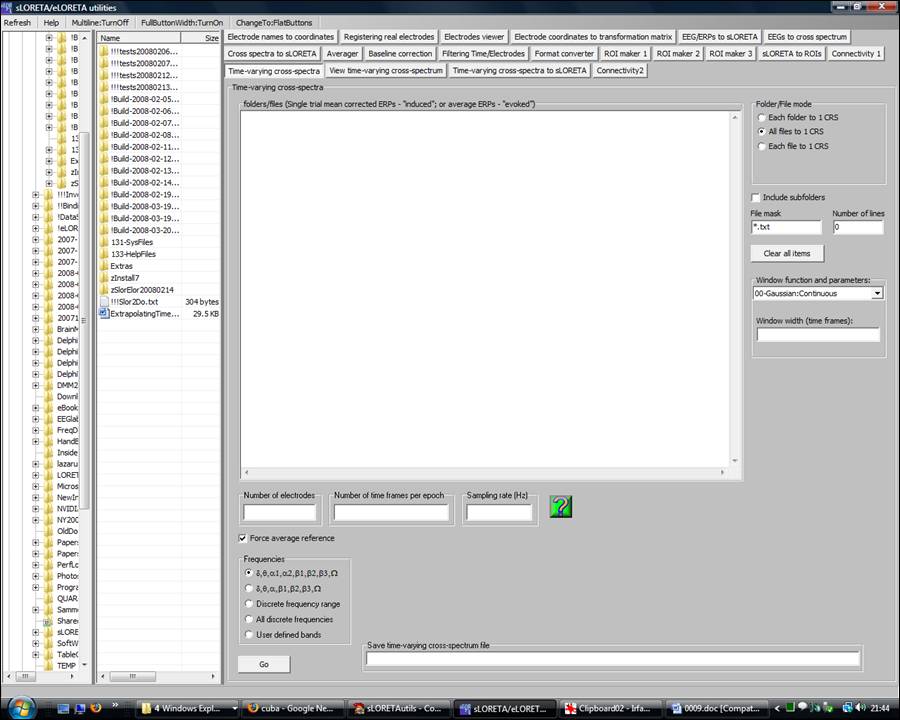 sLORETA/eLORETA utilities
Refresh Help Multiline:TurnOff FullButtonWidth:TurnOn ChangeTo:FlatButtons
!B
!B
!B
!B
!B
!B
!B
!B
!B
13
13
Ex
zIn
zS
!!!Inv
!!Bindi
!DataS
!eLOR
2007-
2007-
2008-0
2008-0
2008-0
2008-0
20071
BrainM
Delphi
Delphi
Delphi
Delphi
DMM2
Downl
eBook
EEGlab
FreqD
HandB
Inside
lazaru
LORET
Micros
NewIn
NVIDI
NY200
OldDo
Paper:
Paper:
PerfLo
Photo:
Progra
QUAR
Samm
Share
sLORE
SoftW
TableC
TEMP
Name Size
!!!tests20080206...
!!!tests20080207...
!!!tests20080212...
!!!tests20080213...
!Build-2008-02-05...
!Build-2008-02-06...
!Build-2008-02-07...
!Build-2008-02-08...
!Build-2008-02-11...
!Build-2008-02-12...
!Build-2008-02-13...
!Build-2008-02-14...
!Build-2008-02-19...
!Build-2008-03-19...
!Build-2008-03-19...
!Build-2008-03-20...
131-SysFiles
133-HelpFiles
Extras
zInstall7
zSlorElor20080214
!!!Slor2Do.txt 304 bytes
ExtrapolatingTime... 29.5 KB
Electrode names to coordinates Registering real electrodes Electrodes viewer Electrode coordinates to transformation matrix EEG/ERPs to sLORETA EEGs to cross spectrum
Cross spectra to sLORETA Averager Baseline correction Filtering Time/Electrodes Format converter ROI maker 1 ROI maker 2 ROI maker 3 sLORETA to ROIs Connectivity 1
Time-varying cross-spectra View time-varying cross-spectrum Time-varying cross-spectra to sLORETA Connectivity2
Time-varying cross-spectra
folders/files (Single trial mean corrected ERPs - "induced"; or average ERPs - "evoked")
Folder/File mode
Each folder to 1 CRS
All files to 1 CRS
Each file to 1 CRS
Include subfolders
File mask Number of lines
*.txt 0
Clear all items
Window function and parameters:
00-Gaussian:Continuous
Window width (time frames):
Number of electrodes Number of time frames per epoch Sampling rate (Hz)
?
Force average reference
Frequencies
δ,θ,α1,α2,β1,β2,β3,Ω
δ,θ,α,β1,β2,β3,Ω
Discrete frequency range
All discrete frequencies
User defined bands
Go
Save time-varying cross-spectrum file
4 Windows Expl... cuba - Google Ne... sLORETAutils - Co... sLORETA/eLORET... Clipboard02 - Irfa... 0009.doc [Compat... 21:44